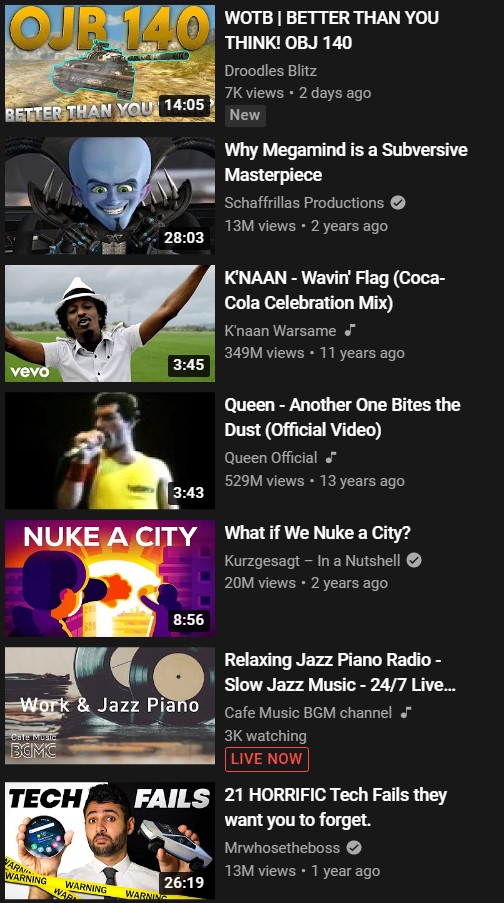 OJB 140
BETTER THAN YOU
14:05
WOTB | BETTER THAN YOU
THINK! OBJ 140
Droodles Blitz
7K views • 2 days ago
New
28:03
Why Megamind is a Subversive
Masterpiece
Schaffrillas Productions
13M views • 2 years ago
vevo
3:45
K'NAAN - Wavin' Flag (Coca-
Cola Celebration Mix)
K'naan Warsame
349M views • 11 years ago
3:43
Queen - Another One Bites the
Dust (Official Video)
Queen Official
529M views • 13 years ago
NUKE A CITY
8:56
What if We Nuke a City?
Kurzgesagt – In a Nutshell
20M views • 2 years ago
Work & Jazz Piano
Cafe Music
BGMC
Relaxing Jazz Piano Radio -
Slow Jazz Music - 24/7 Live...
Cafe Music BGM channel
3K watching
LIVE NOW
TECH FAILS
WARNING
WARNING
WARNING
WARNING
26:19
21 HORRIFIC Tech Fails they
want you to forget.
Mrwhosetheboss
13M views • 1 year ago